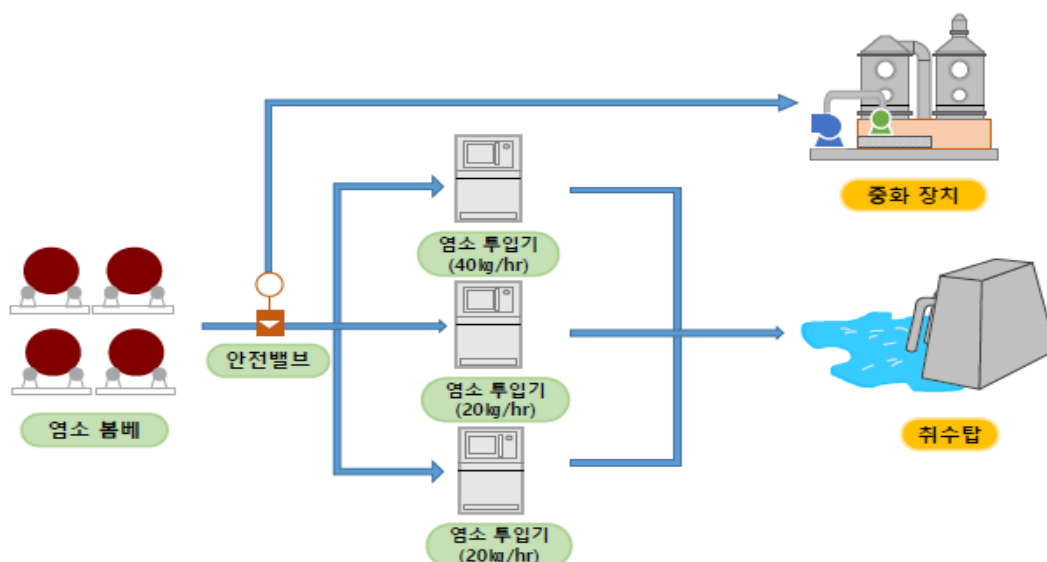 중화 장치
염소 투입기
(40㎏/hr)
안전밸브
염소 투입기
(20㎏/hr)
염소 봄베
취수탑
염소 투입기
(20㎏/hr)